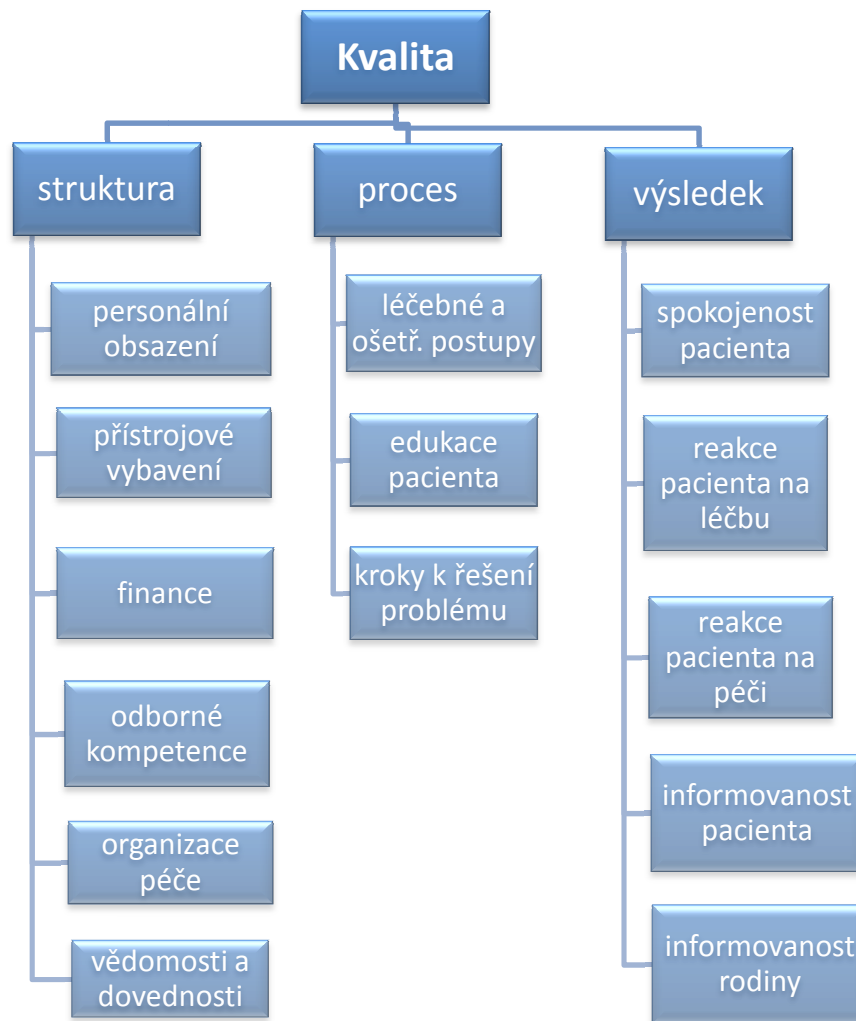 Kvalita
struktura
personální
obsazení
přístrojové
vybavení
finance
odborné
kompetence
organizace
péče
vědomosti a
dovednosti
proces
léčebné a
ošetř. postupy
edukace
pacienta
kroky k řešení
problému
výsledek
spokojenost
pacienta
reakce
pacienta na
léčbu
reakce
pacienta na
péči
informovanost
pacienta
informovanost
rodiny